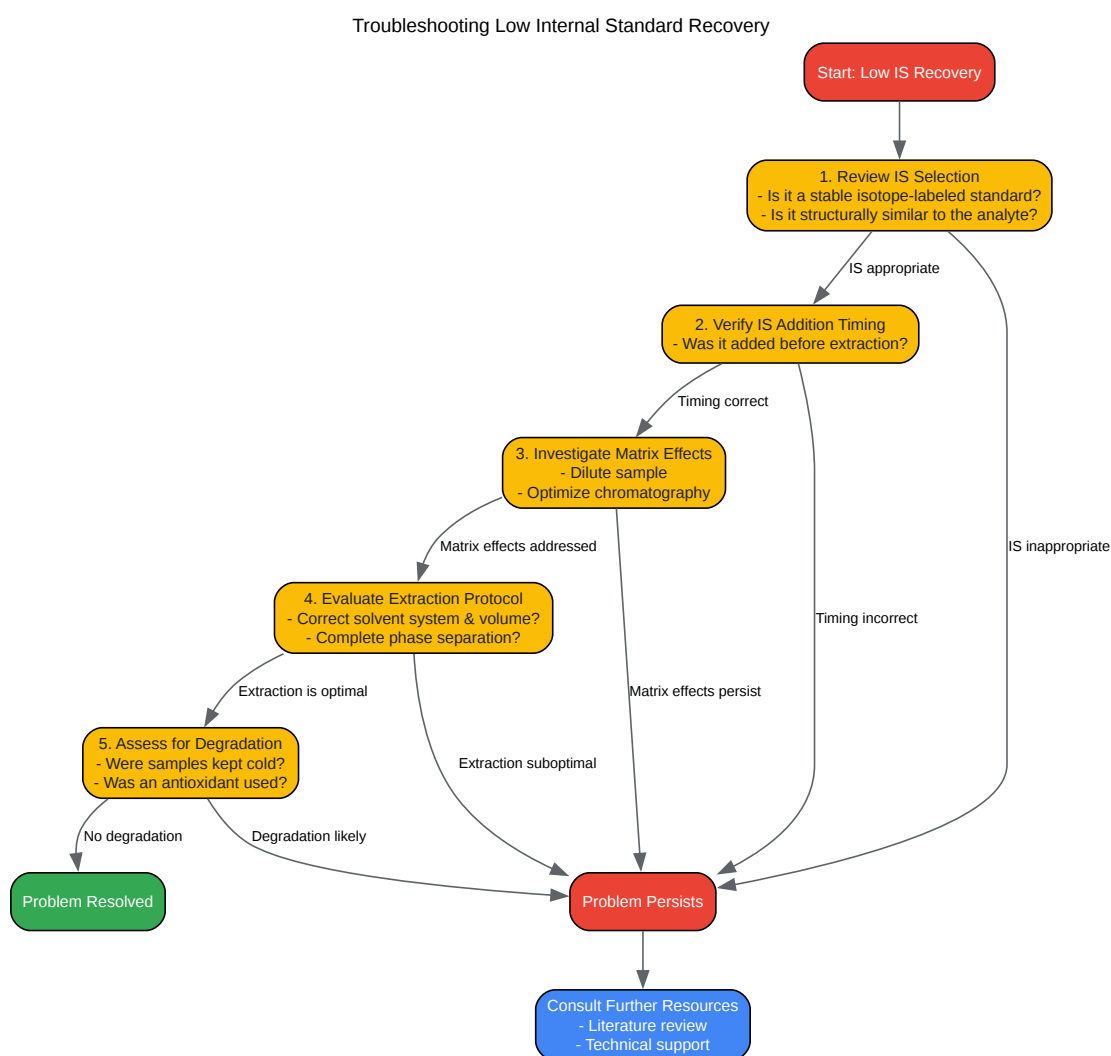 Troubleshooting Low Internal Standard Recovery
Start: Low IS Recovery
1. Review IS Selection
- Is it a stable isotope-labeled standard?
- Is it structurally similar to the analyte?
IS appropriate
2. Verify IS Addition Timing
- Was it added before extraction?
Timing correct
3. Investigate Matrix Effects
- Dilute sample
- Optimize chromatography
Matrix effects addressed
IS inappropriate
4. Evaluate Extraction Protocol
- Correct solvent system & volume?
- Complete phase separation?
Timing incorrect
Extraction is optimal
Matrix effects persist
5. Assess for Degradation
- Were samples kept cold?
- Was an antioxidant used?
Extraction suboptimal
No degradation
Degradation likely
Problem Resolved
Problem Persists
Consult Further Resources
- Literature review
- Technical support